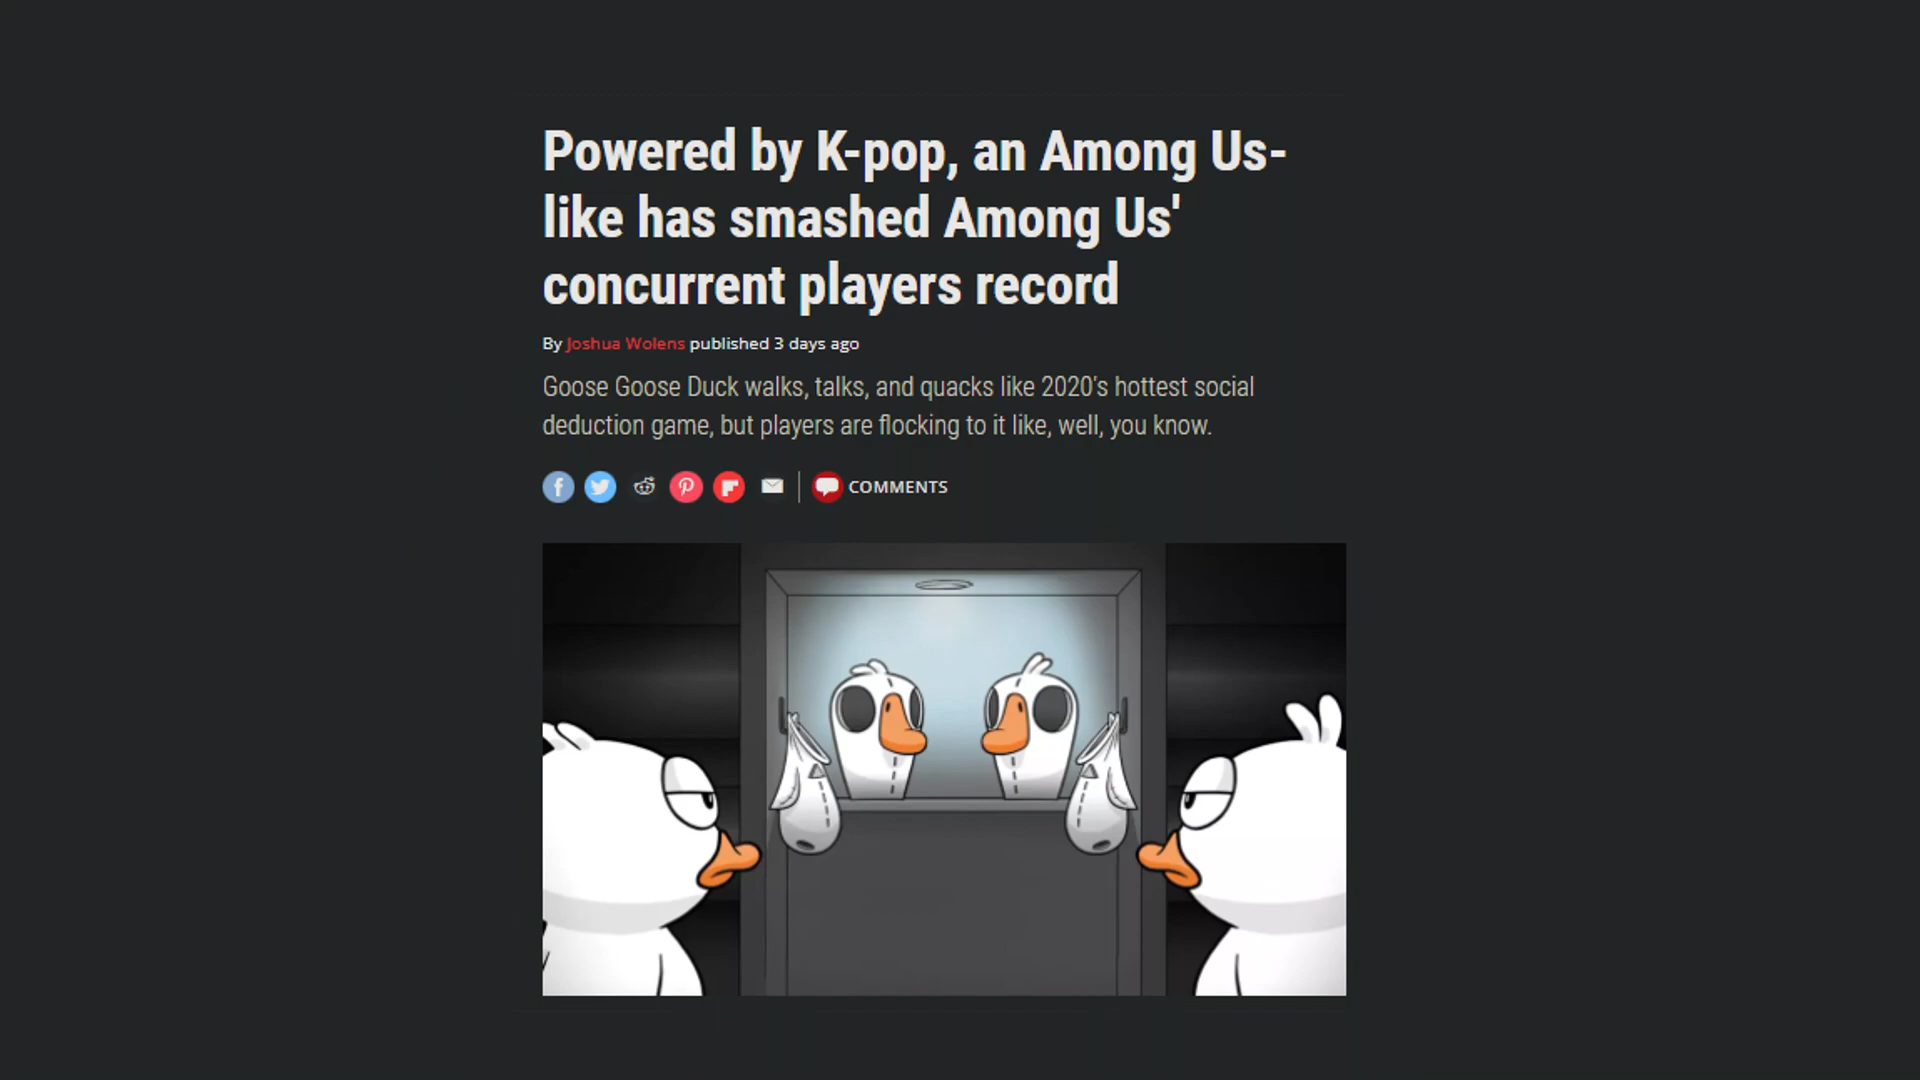 Powered by K-pop, an Among Us-
like has smashed Among Us'
concurrent players record
By Joshua Wolens published 3 days ago
Goose Goose Duck walks, talks, and quacks like 2020's hottest social
deduction game, but players are flocking to it like, well, you know.
COMMENTS